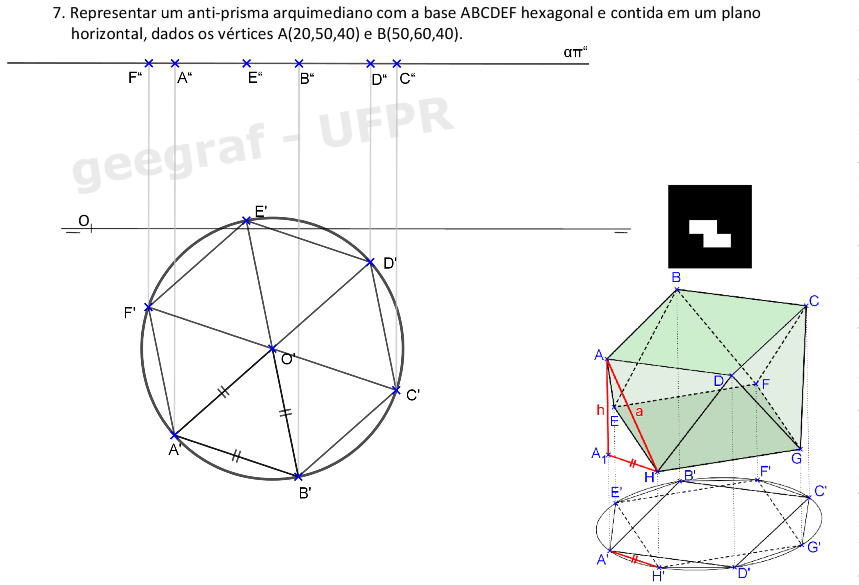 7. Representar um anti-prisma arquimediano com a base ABCDEF hexagonal e contida em um plano
horizontal, dados os vértices A(20,50,40) e B(50,60,40).
απ“
F“ A“ E“ B“ D“ C“
geegraf - UFPR
O
E'
D'
F'
O'
C'
A'
B'
B
C
A
D F
h a
E
A₁
H G
E' B' F'
C'
A' G'
H' D'